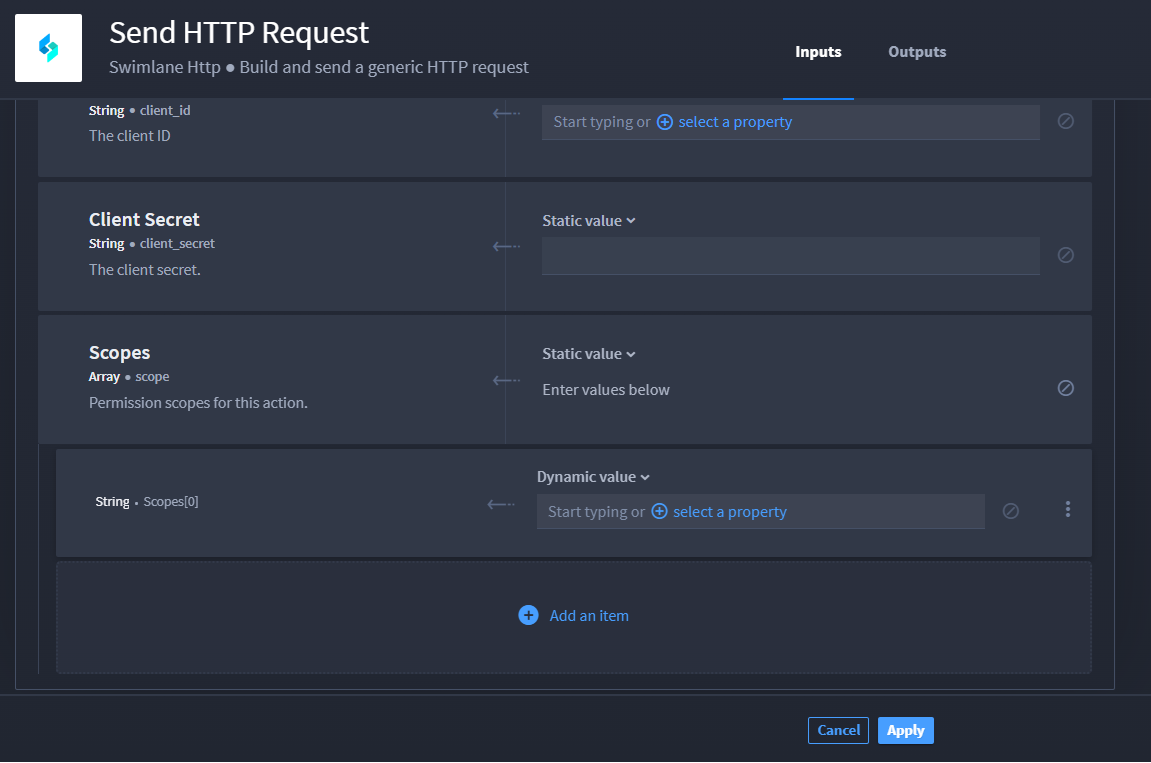 Send HTTP Request
Swimlane Http ● Build and send a generic HTTP request
Inputs
Outputs
String • client_id
The client ID
Start typing or select a property
Client Secret
String • client_secret
The client secret.
Static value
Scopes
Array • scope
Permission scopes for this action.
Static value
Enter values below
String • Scopes[0]
Dynamic value
Start typing or select a property
Add an item
Cancel
Apply